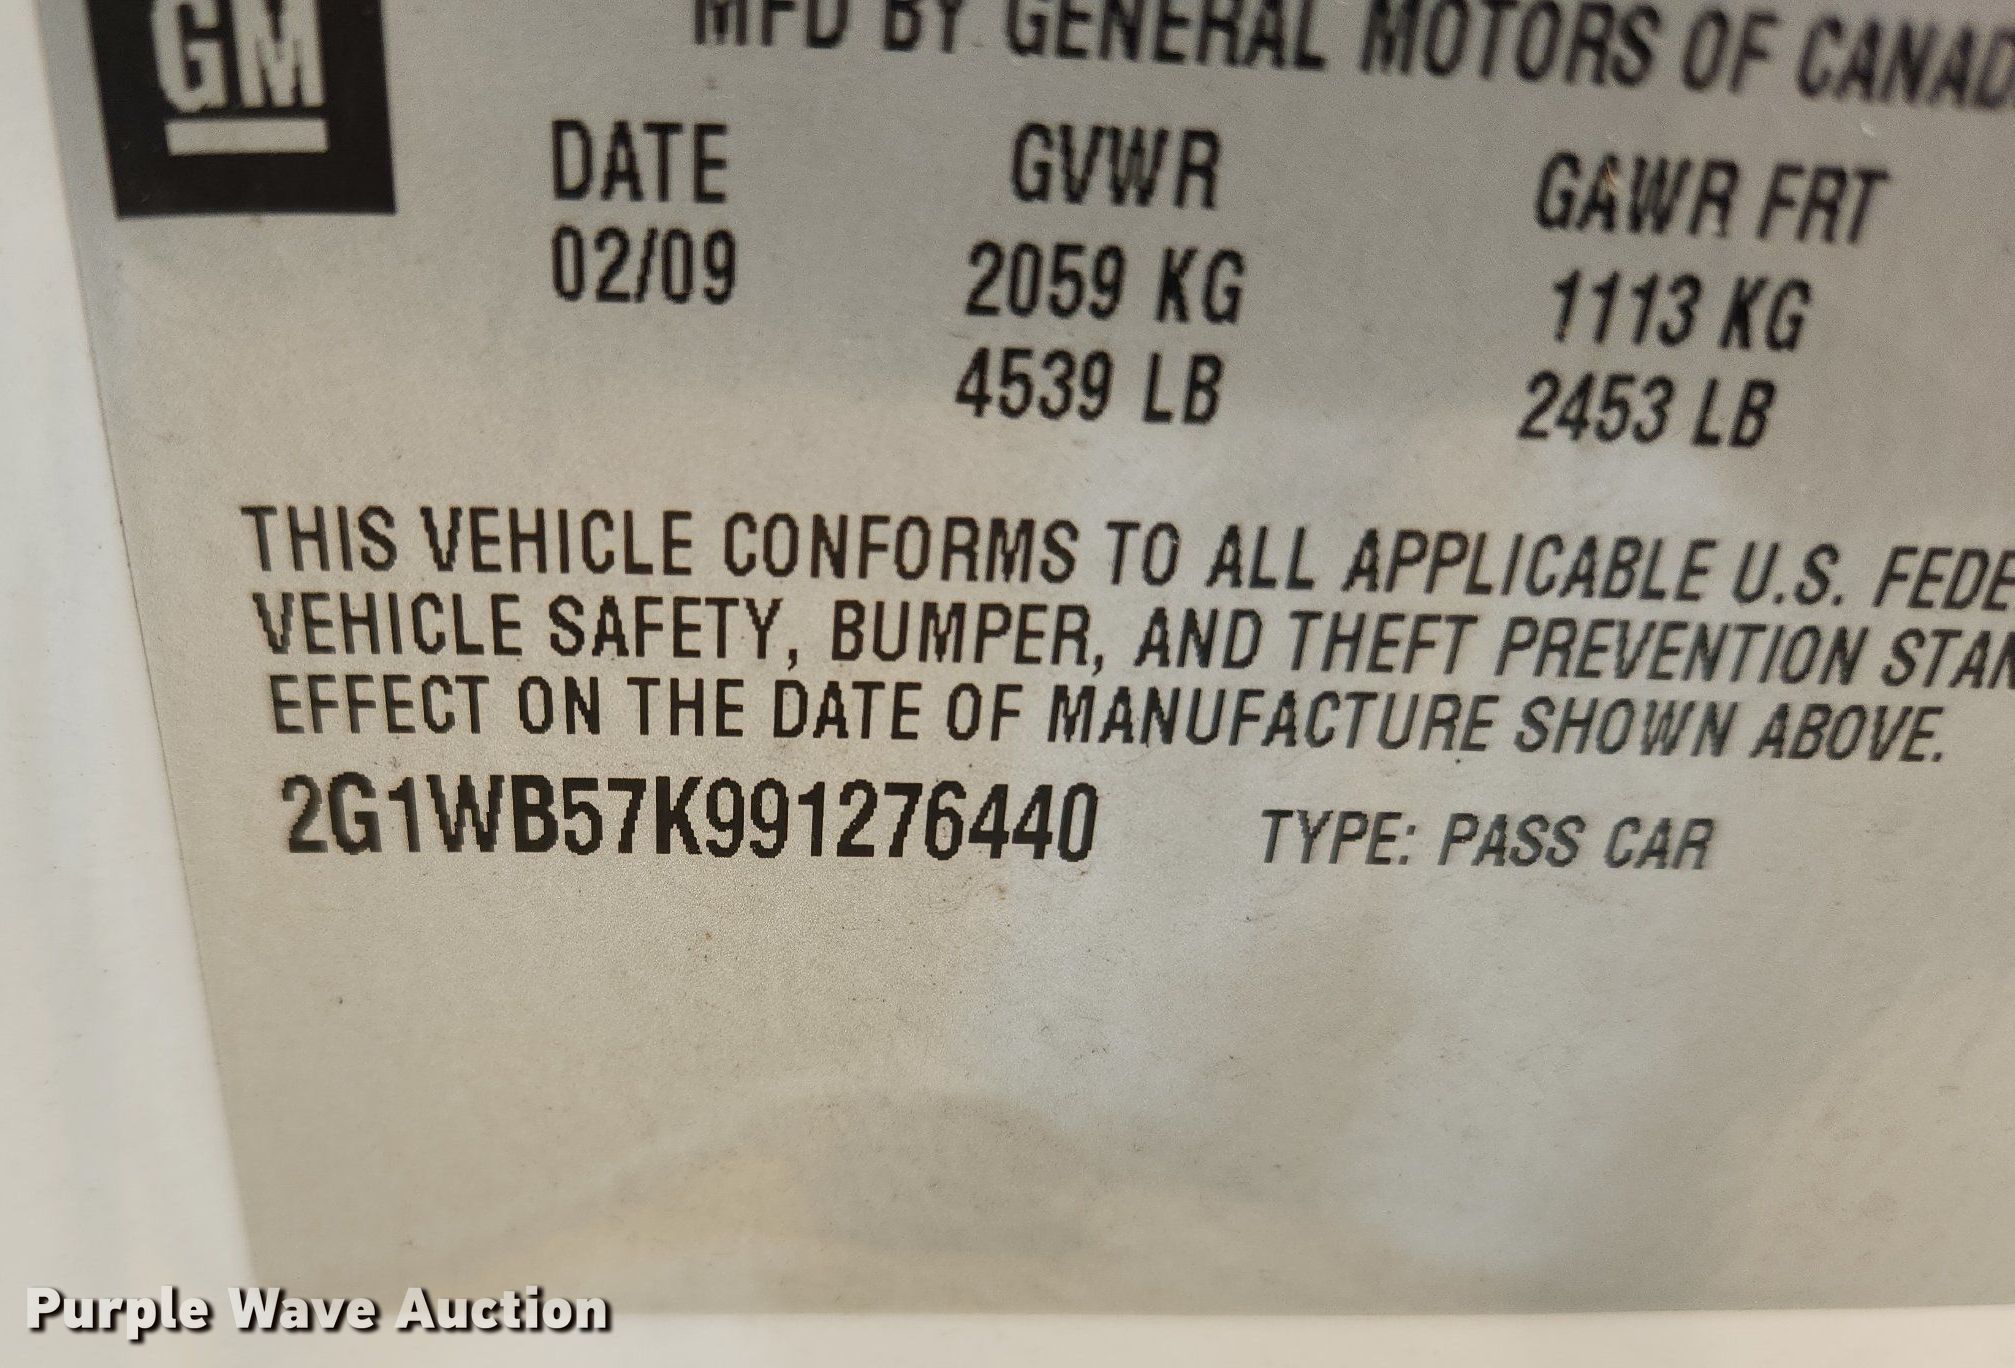 GM
MFD BY GENERAL MOTORS OF CANAD
DATE GVWR GAWR FRT
02/09 2059 KG 1113 KG
4539 LB 2453 LB
THIS VEHICLE CONFORMS TO ALL APPLICABLE U.S. FEDE
VEHICLE SAFETY, BUMPER, AND THEFT PREVENTION STAN
EFFECT ON THE DATE OF MANUFACTURE SHOWN ABOVE.
2G1WB57K991276440 TYPE: PASS CAR
Purple Wave Auction